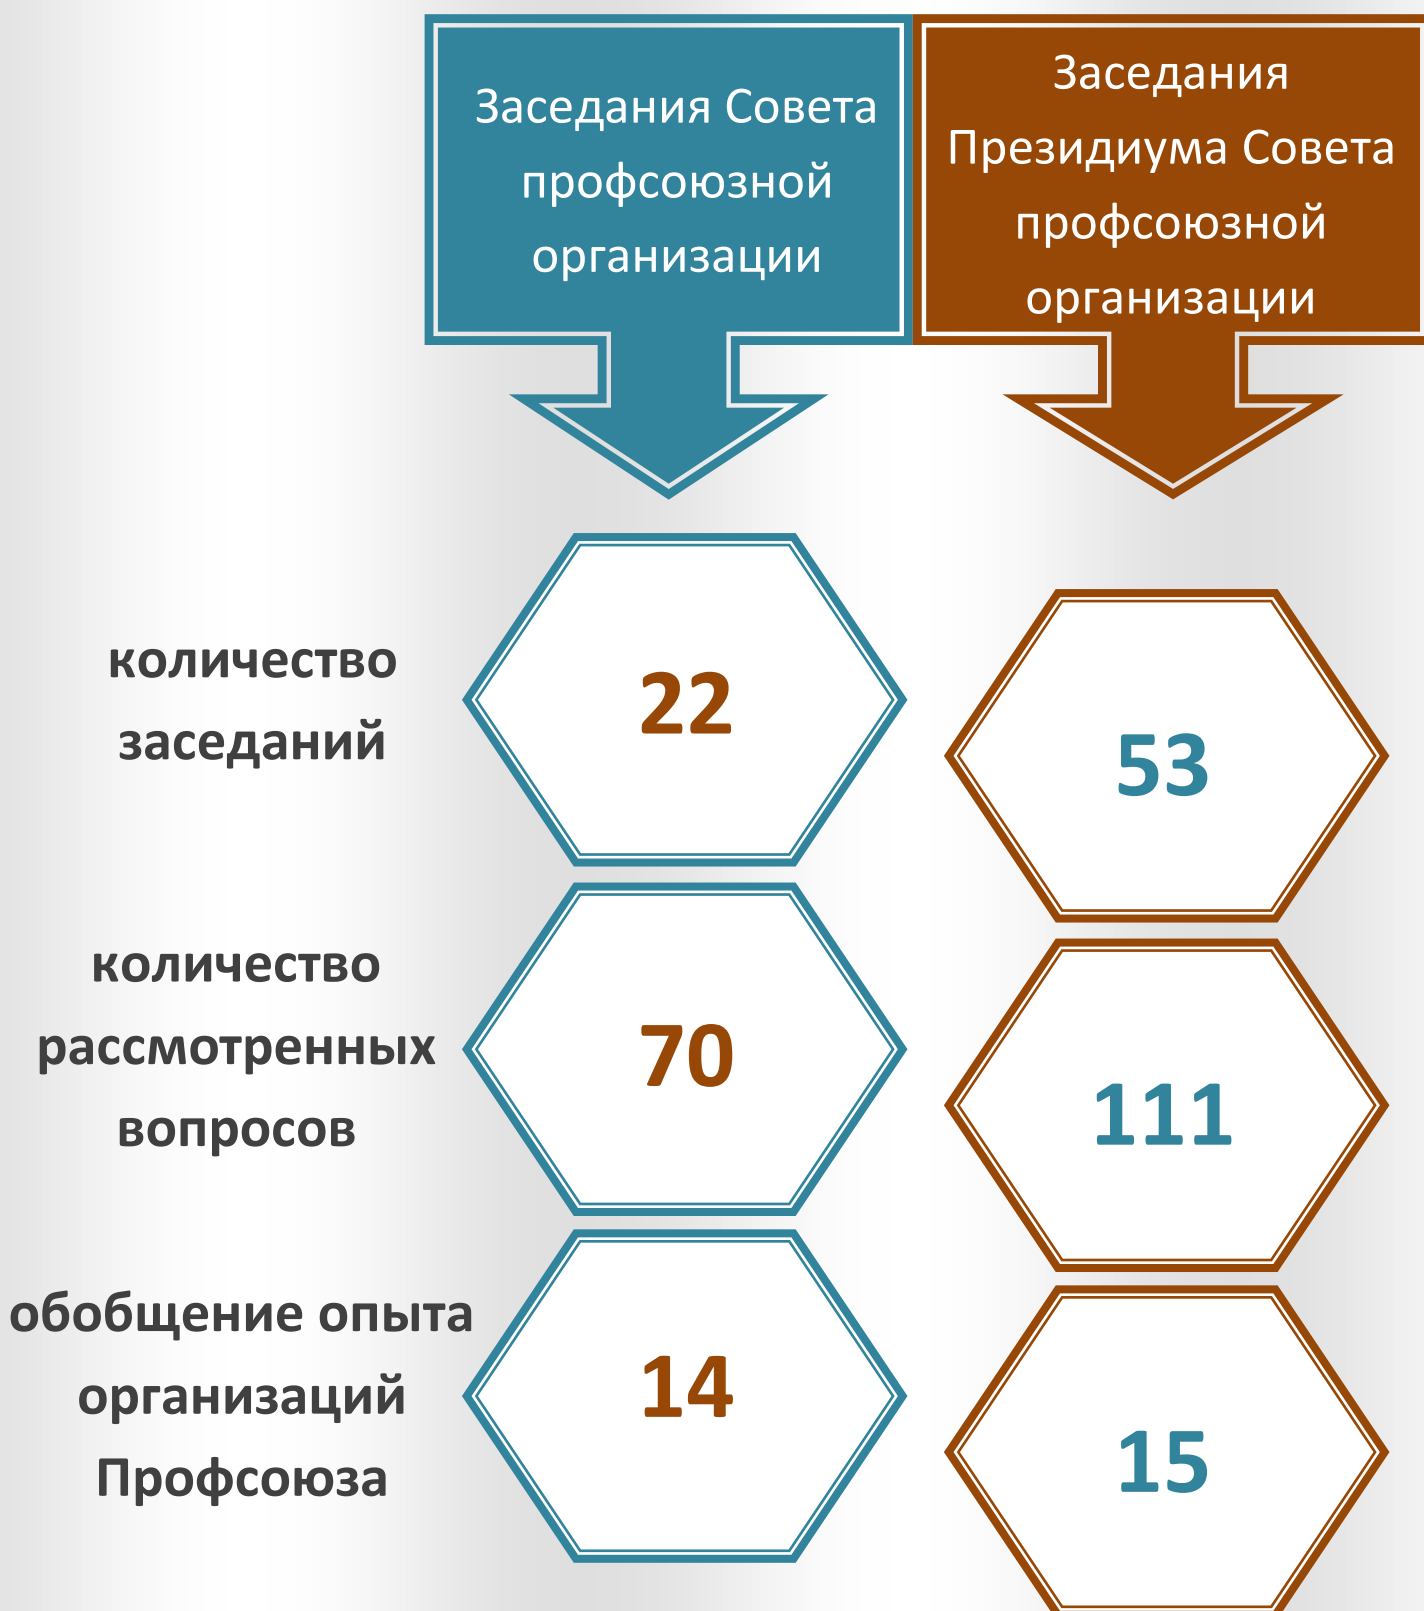 Заседания Совета
профсоюзной
организации
Заседания
Президиума Совета
профсоюзной
организации
количество
заседаний
22
53
количество
рассмотренных
вопросов
70
111
обобщение опыта
организаций
Профсоюза
14
15